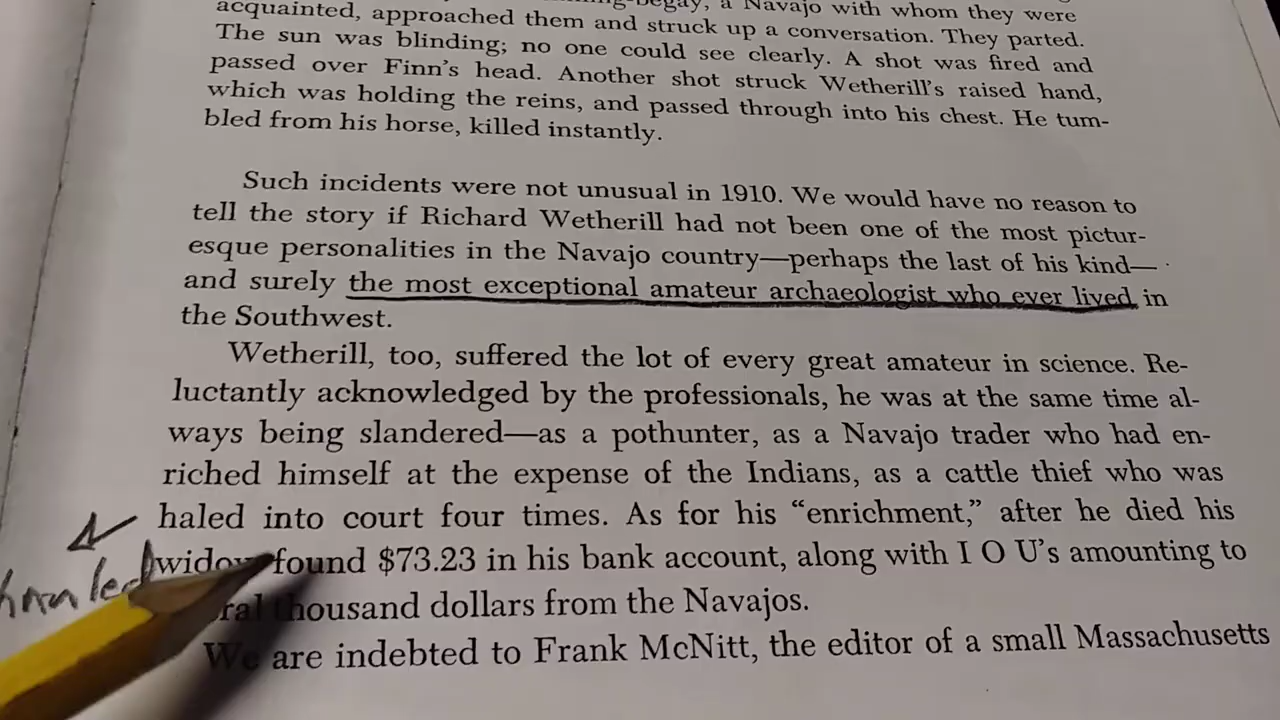 -begay, a Navajo with whom they were
acquainted, approached them and struck up a conversation. They parted.
The sun was blinding; no one could see clearly. A shot was fired and
passed over Finn's head. Another shot struck Wetherill's raised hand,
which was holding the reins, and passed through into his chest. He tum-
bled from his horse, killed instantly.
Such incidents were not unusual in 1910. We would have no reason to
tell the story if Richard Wetherill had not been one of the most pictur-
esque personalities in the Navajo country—perhaps the last of his kind—
and surely the most exceptional amateur archaeologist who ever lived in
the Southwest.
Wetherill, too, suffered the lot of every great amateur in science. Re-
luctantly acknowledged by the professionals, he was at the same time al-
ways being slandered—as a pothunter, as a Navajo trader who had en-
riched himself at the expense of the Indians, as a cattle thief who was
haled into court four times. As for his “enrichment,” after he died his
widow found $73.23 in his bank account, along with I O U's amounting to
ral thousand dollars from the Navajos.
We are indebted to Frank McNitt, the editor of a small Massachusetts